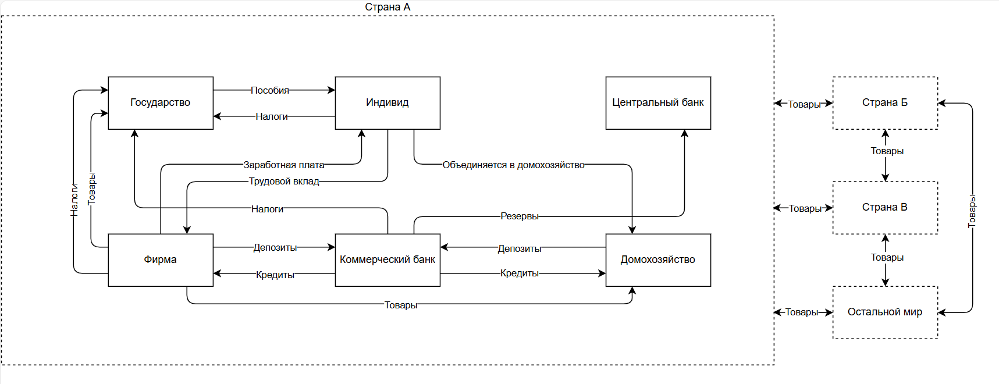 Страна А
Государство
Пособия
Индивид
Налоги
Центральный банк
Товары
Страна Б
Товары
Заработная плата
Объединяется в домохозяйство
Трудовой вклад
Налоги
Товары
Налоги
Резервы
Товары
Страна В
Товары
Фирма
Депозиты
Кредиты
Коммерческий банк
Депозиты
Кредиты
Домохозяйство
Товары
Товары
Товары
Остальной мир